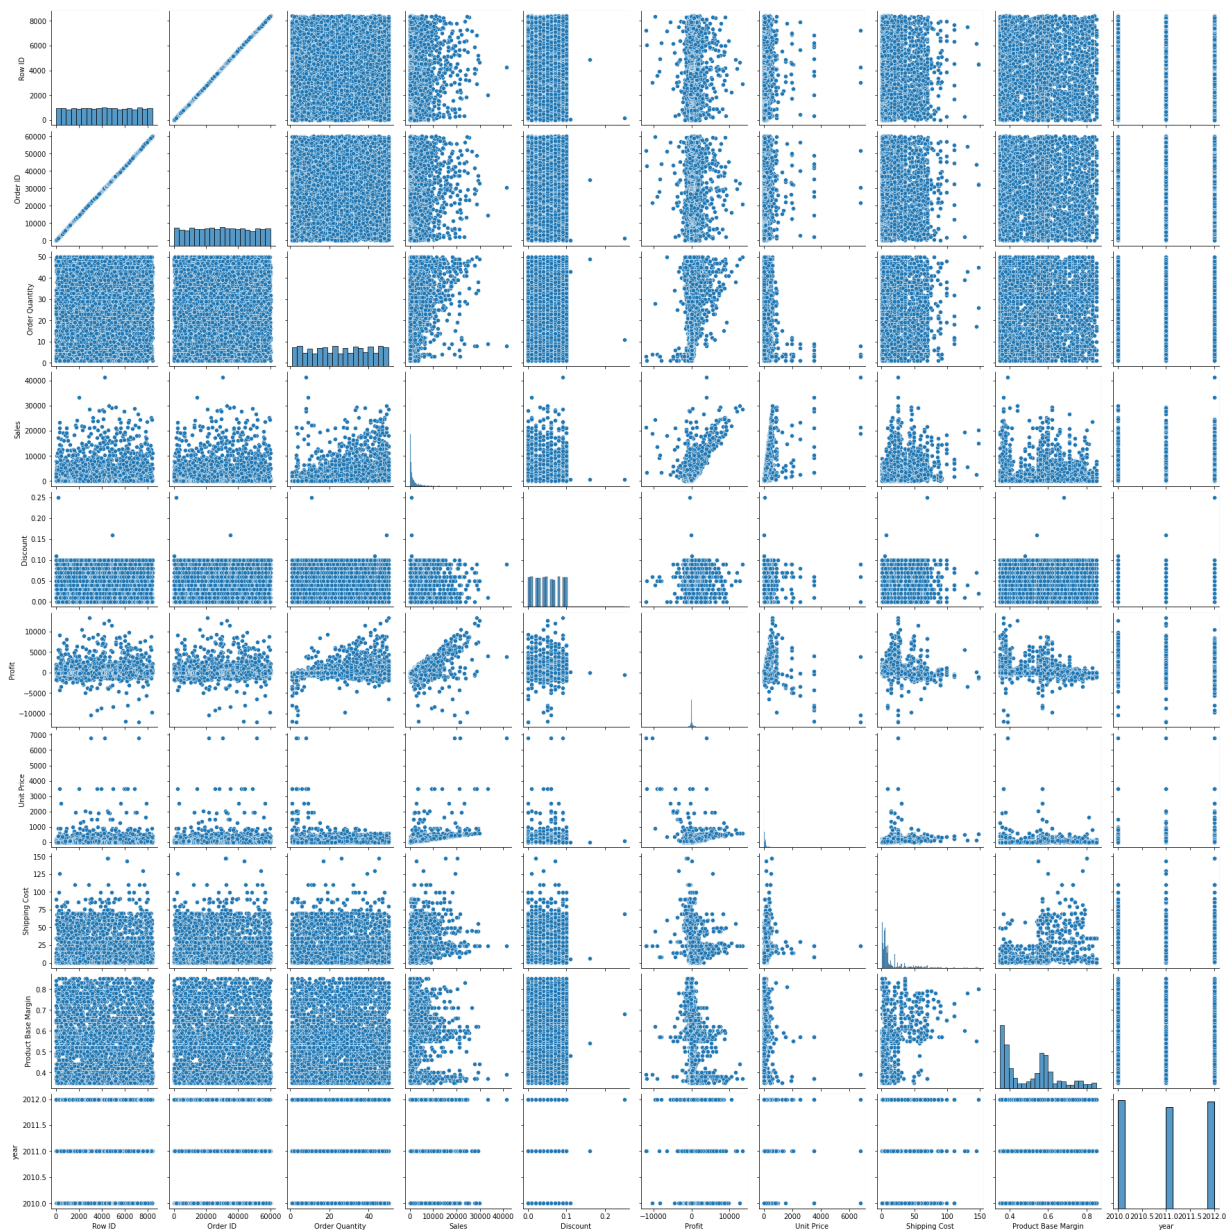 8000
6000
4000
2000
0
Row ID
60000
50000
40000
30000
20000
10000
0
Order ID
50
40
30
20
10
0
Order Quantity
40000
30000
20000
10000
0
Sales
0.25
0.20
0.15
0.10
0.05
0.00
Discount
10000
5000
0
−5000
−10000
Profit
7000
6000
5000
4000
3000
2000
1000
0
Unit Price
150
125
100
75
50
25
0
Shipping Cost
0.8
0.7
0.6
0.5
0.4
Product Base Margin
2012.0
2011.5
2011.0
2010.5
2010.0
year
0 2000 4000 6000 8000
Row ID
0 20000 40000 60000
Order ID
0 20 40
Order Quantity
0 10000 20000 30000 40000
Sales
0.0 0.1 0.2
Discount
−10000 0 10000
Profit
0 2000 4000 6000
Unit Price
0 50 100 150
Shipping Cost
0.4 0.6 0.8
Product Base Margin
2010.0 2010.5 2011.0 2011.5 2012.0
year